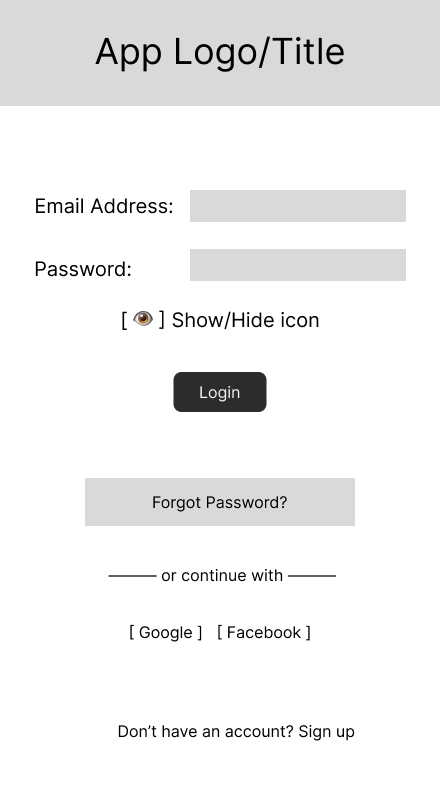 App Logo/Title
Email Address:
Password:
[ 👁️ ] Show/Hide icon
Login
Forgot Password?
——— or continue with ———
[ Google ] [ Facebook ]
Don’t have an account? Sign up